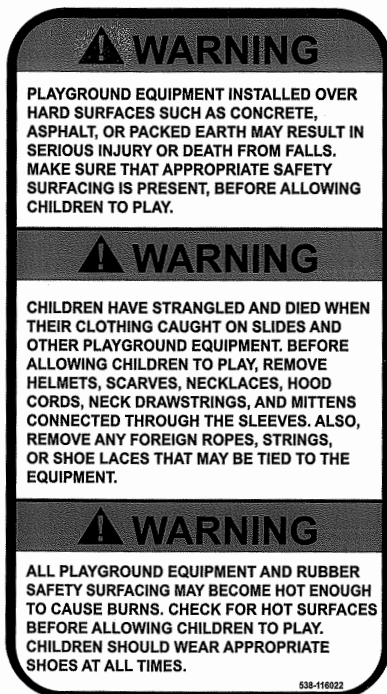 WARNING
PLAYGROUND EQUIPMENT INSTALLED OVER
HARD SURFACES SUCH AS CONCRETE,
ASPHALT, OR PACKED EARTH MAY RESULT IN
SERIOUS INJURY OR DEATH FROM FALLS.
MAKE SURE THAT APPROPRIATE SAFETY
SURFACING IS PRESENT, BEFORE ALLOWING
CHILDREN TO PLAY.
WARNING
CHILDREN HAVE STRANGLED AND DIED WHEN
THEIR CLOTHING CAUGHT ON SLIDES AND
OTHER PLAYGROUND EQUIPMENT. BEFORE
ALLOWING CHILDREN TO PLAY, REMOVE
HELMETS, SCARVES, NECKLACES, HOOD
CORDS, NECK DRAWSTRINGS, AND MITTENS
CONNECTED THROUGH THE SLEEVES. ALSO,
REMOVE ANY FOREIGN ROPES, STRINGS,
OR SHOE LACES THAT MAY BE TIED TO THE
EQUIPMENT.
WARNING
ALL PLAYGROUND EQUIPMENT AND RUBBER
SAFETY SURFACING MAY BECOME HOT ENOUGH
TO CAUSE BURNS. CHECK FOR HOT SURFACES
BEFORE ALLOWING CHILDREN TO PLAY.
CHILDREN SHOULD WEAR APPROPRIATE
SHOES AT ALL TIMES.
538-116022